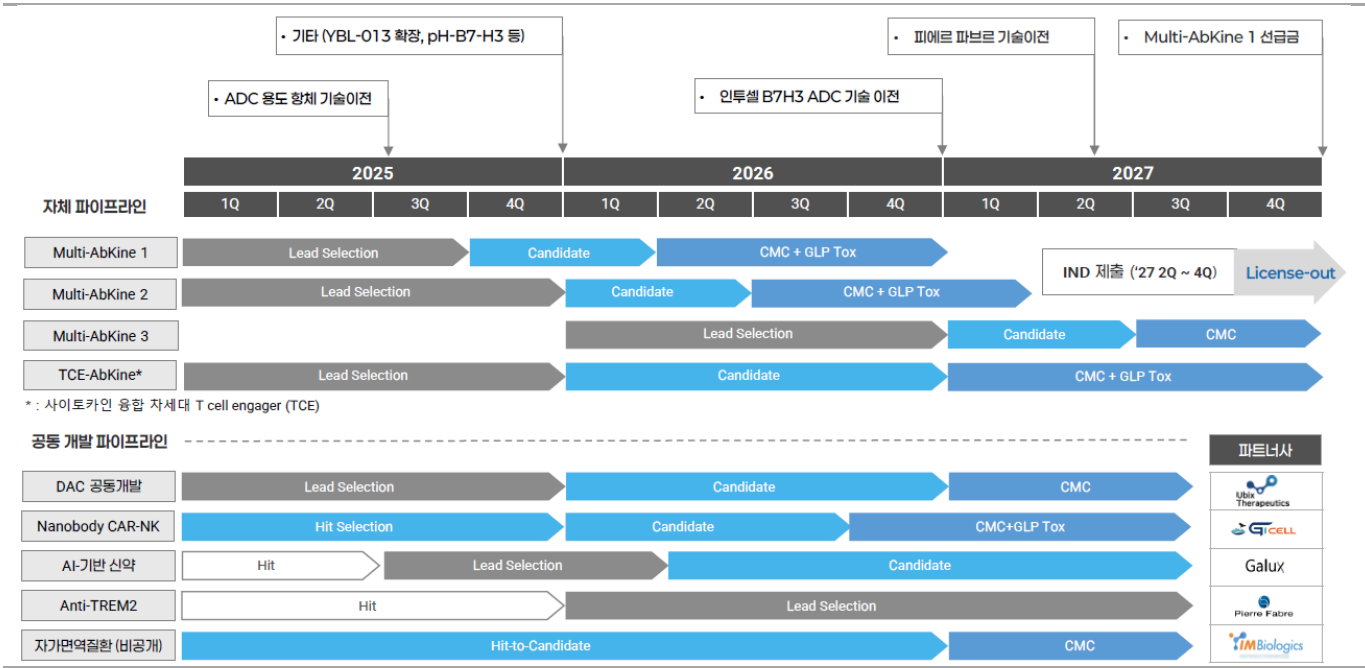 • 기타 (YBL-013 확장, pH-B7-H3 등)
• 피에르 파브르 기술이전
• Multi-AbKine 1 선급금
• ADC 용도 항체 기술이전
• 인투셀 B7H3 ADC 기술 이전
2025 2026 2027
자체 파이프라인 1Q 2Q 3Q 4Q 1Q 2Q 3Q 4Q 1Q 2Q 3Q 4Q
Multi-AbKine 1 Lead Selection Candidate CMC + GLP Tox
IND 제출 ('27 2Q ~ 4Q) License-out
Multi-AbKine 2 Lead Selection Candidate CMC + GLP Tox
Multi-AbKine 3 Lead Selection Candidate CMC
TCE-AbKine* Lead Selection Candidate CMC + GLP Tox
* : 사이토카인 융합 차세대 T cell engager (TCE)
공동 개발 파이프라인 파트너사
DAC 공동개발 Lead Selection Candidate CMC Ubix Therapeutics
Nanobody CAR-NK Hit Selection Candidate CMC+GLP Tox GI CELL
AI-기반 신약 Hit Lead Selection Candidate Galux
Anti-TREM2 Hit Lead Selection Pierre Fabre
자가면역질환 (비공개) Hit-to-Candidate CMC IMBiologics